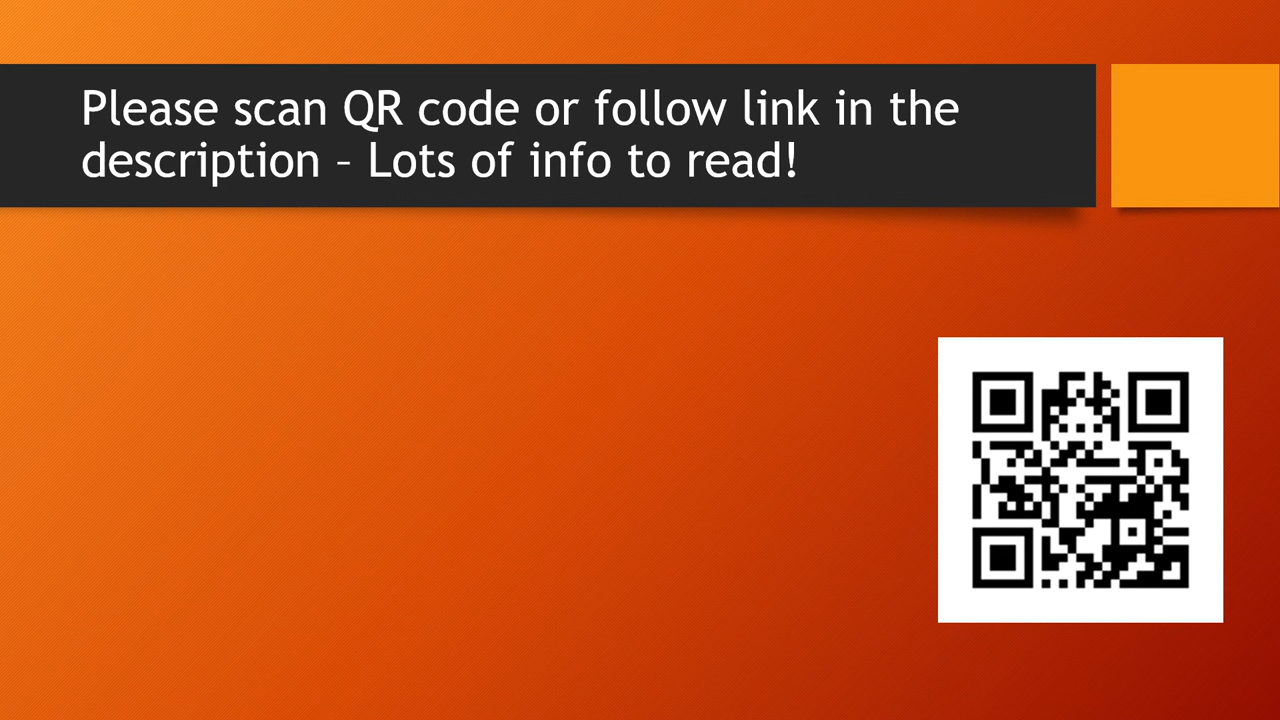 Please scan QR code or follow link in the
description – Lots of info to read!